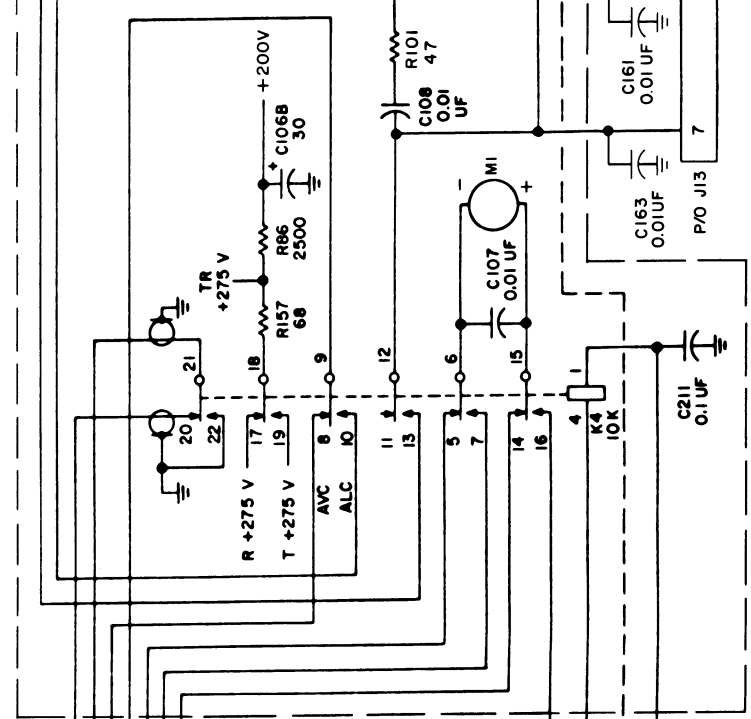 +200V
R101
47
C108
0.01
UF
C161
0.01 UF
+ C106B
30
7
C163
0.01UF
P/O J13
- M1 +
R86
2500
TR
+275 V
R157
68
C107
0.01 UF
21
18
9
12
6
15
1
20
22
17
19
8
10
11
13
5
7
14
16
4
K4
10K
C211
0.1 UF
R +275 V
T +275 V
AVC
ALC